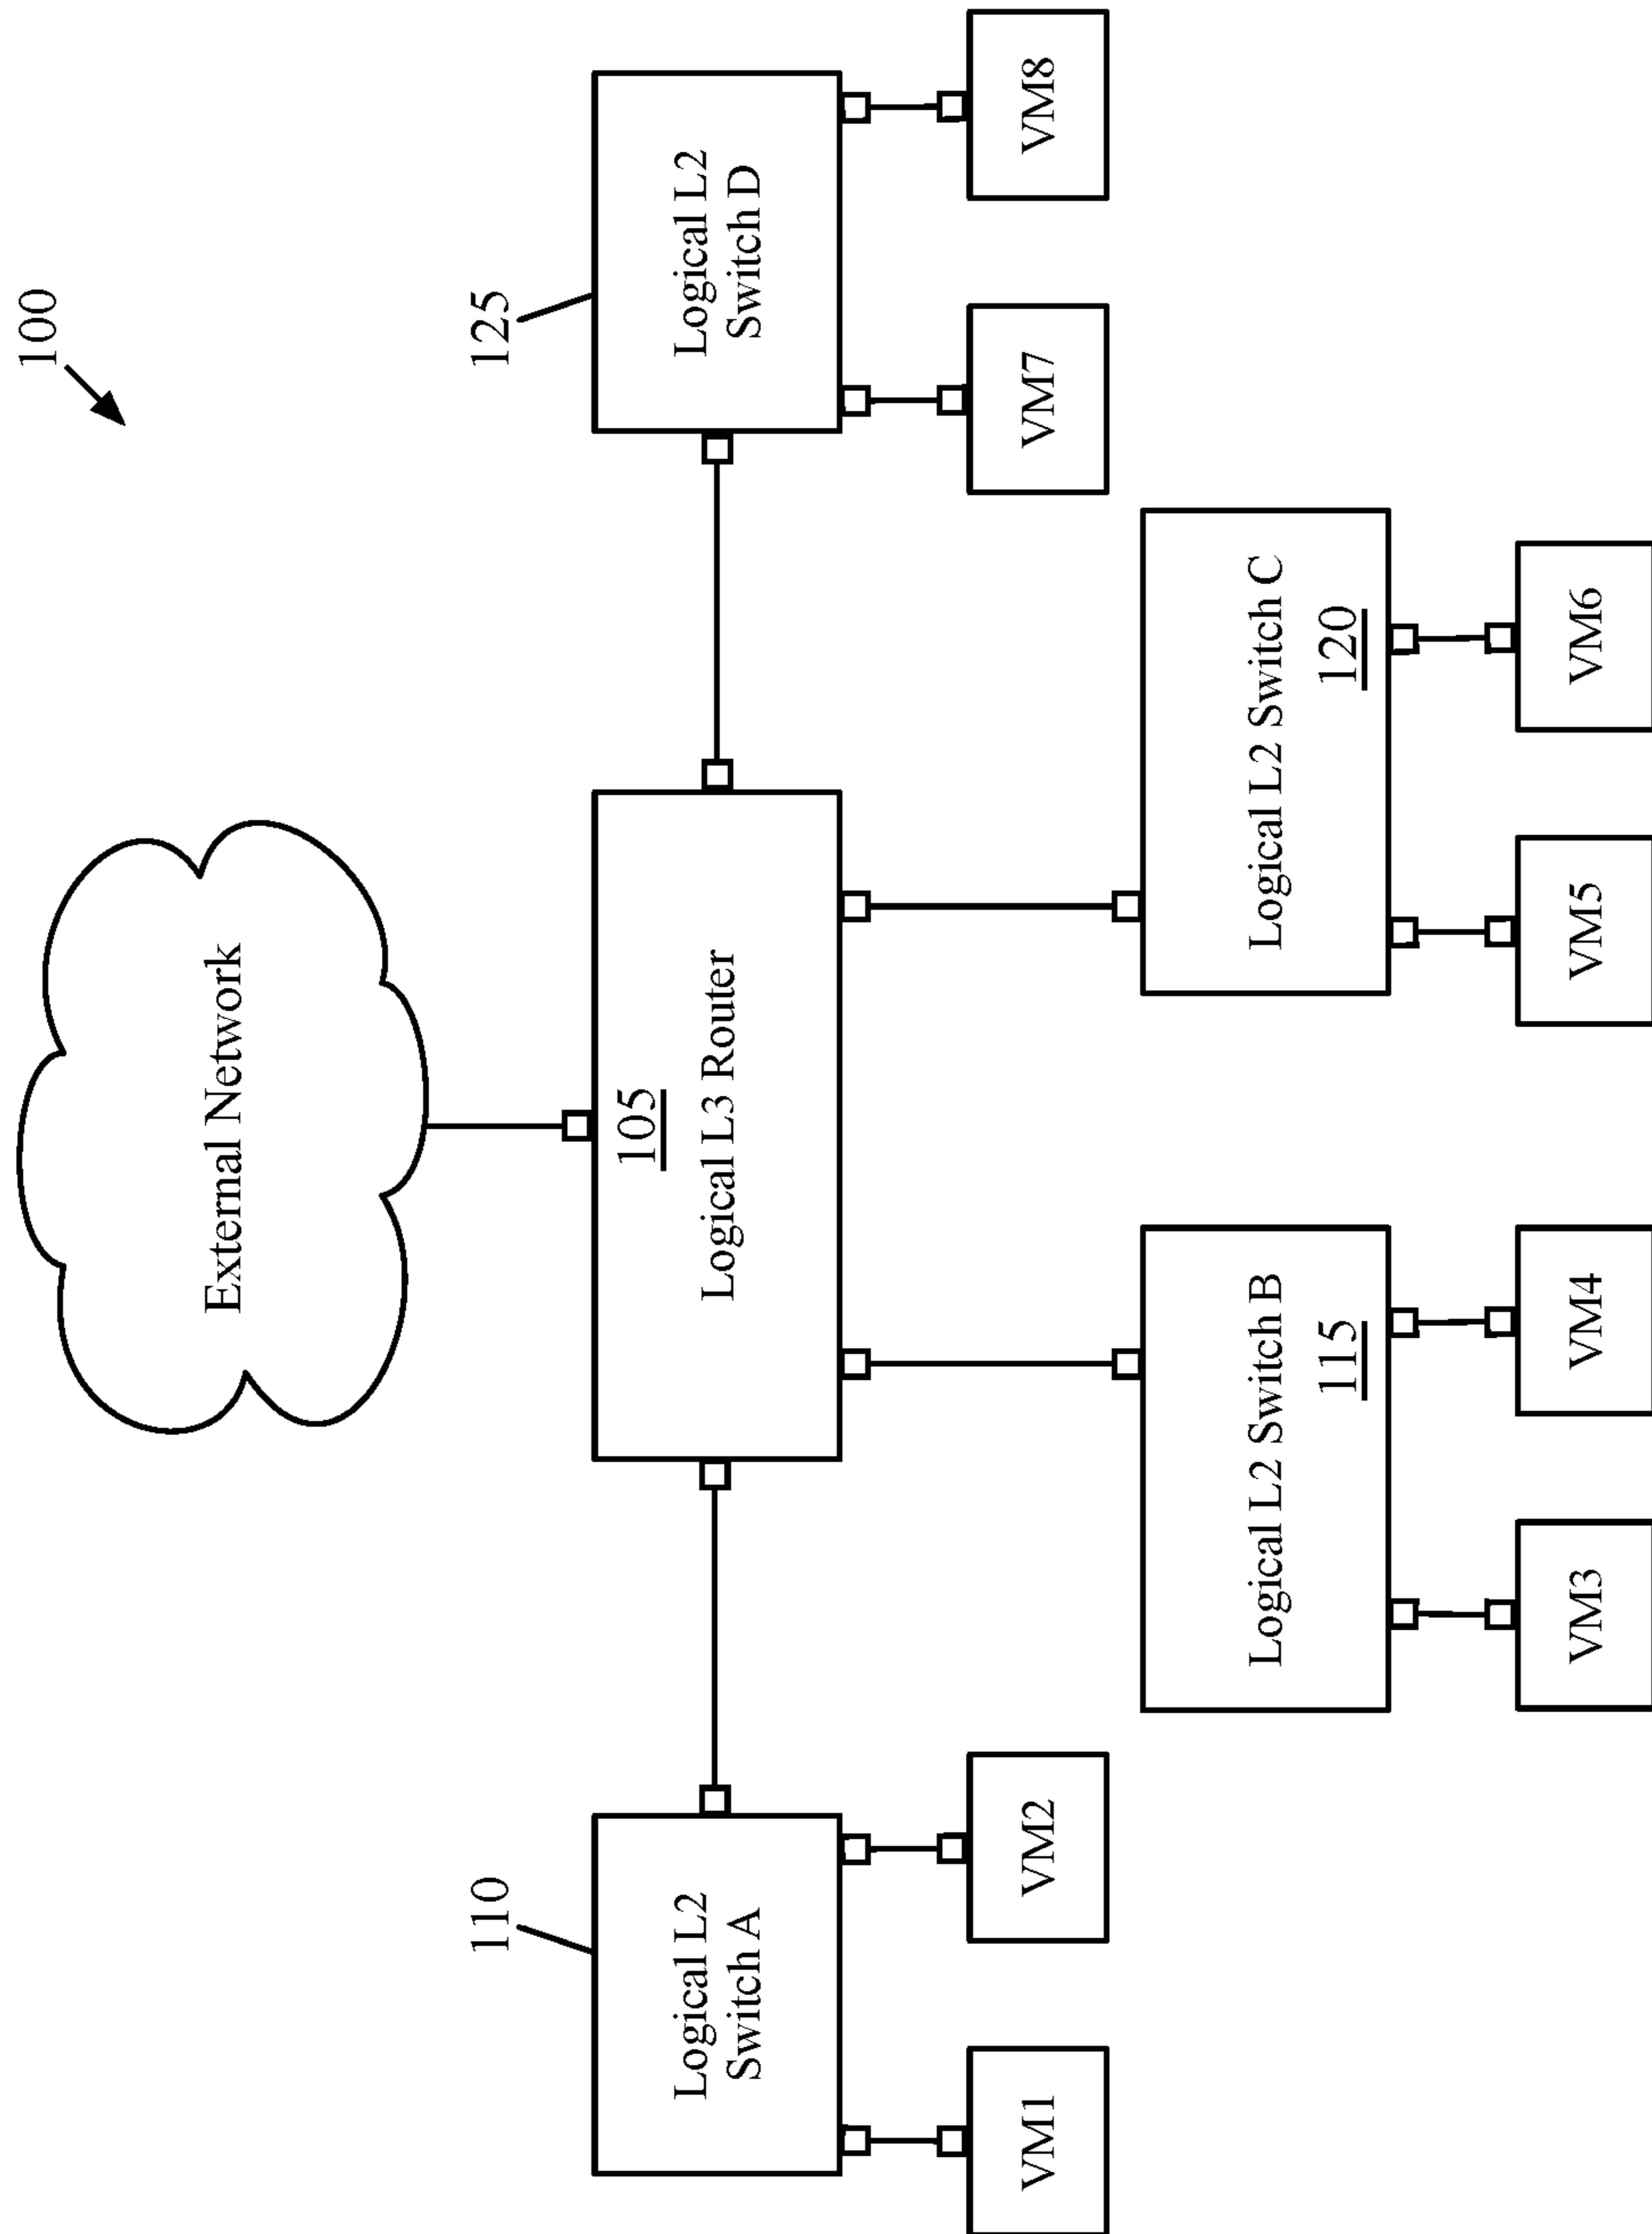 100
External Network
110
125
Logical L2
Switch A
105
Logical L3 Router
Logical L2
Switch D
VM1
VM2
VM7
VM8
Logical L2 Switch B
115
Logical L2 Switch C
120
VM3
VM4
VM5
VM6